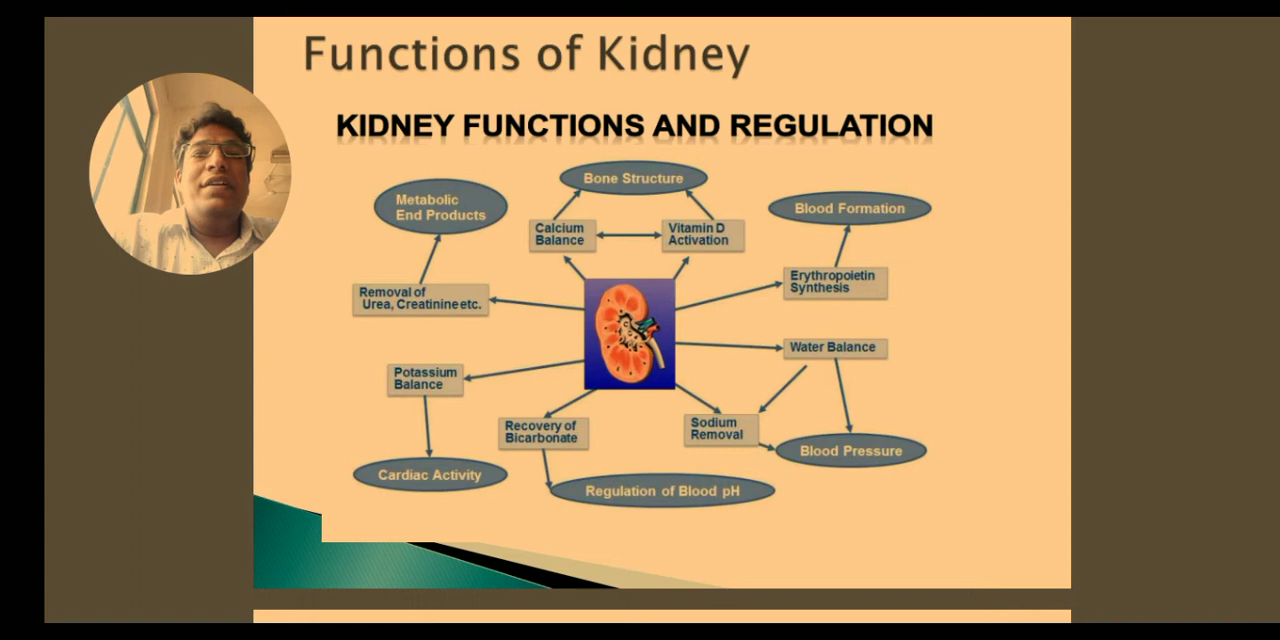 Functions of Kidney
KIDNEY FUNCTIONS AND REGULATION
Bone Structure
Metabolic
End Products
Blood Formation
Calcium
Balance
Vitamin D
Activation
Erythropoietin
Synthesis
Removal of
Urea, Creatinine etc.
Water Balance
Potassium
Balance
Recovery of
Bicarbonate
Sodium
Removal
Blood Pressure
Cardiac Activity
Regulation of Blood pH